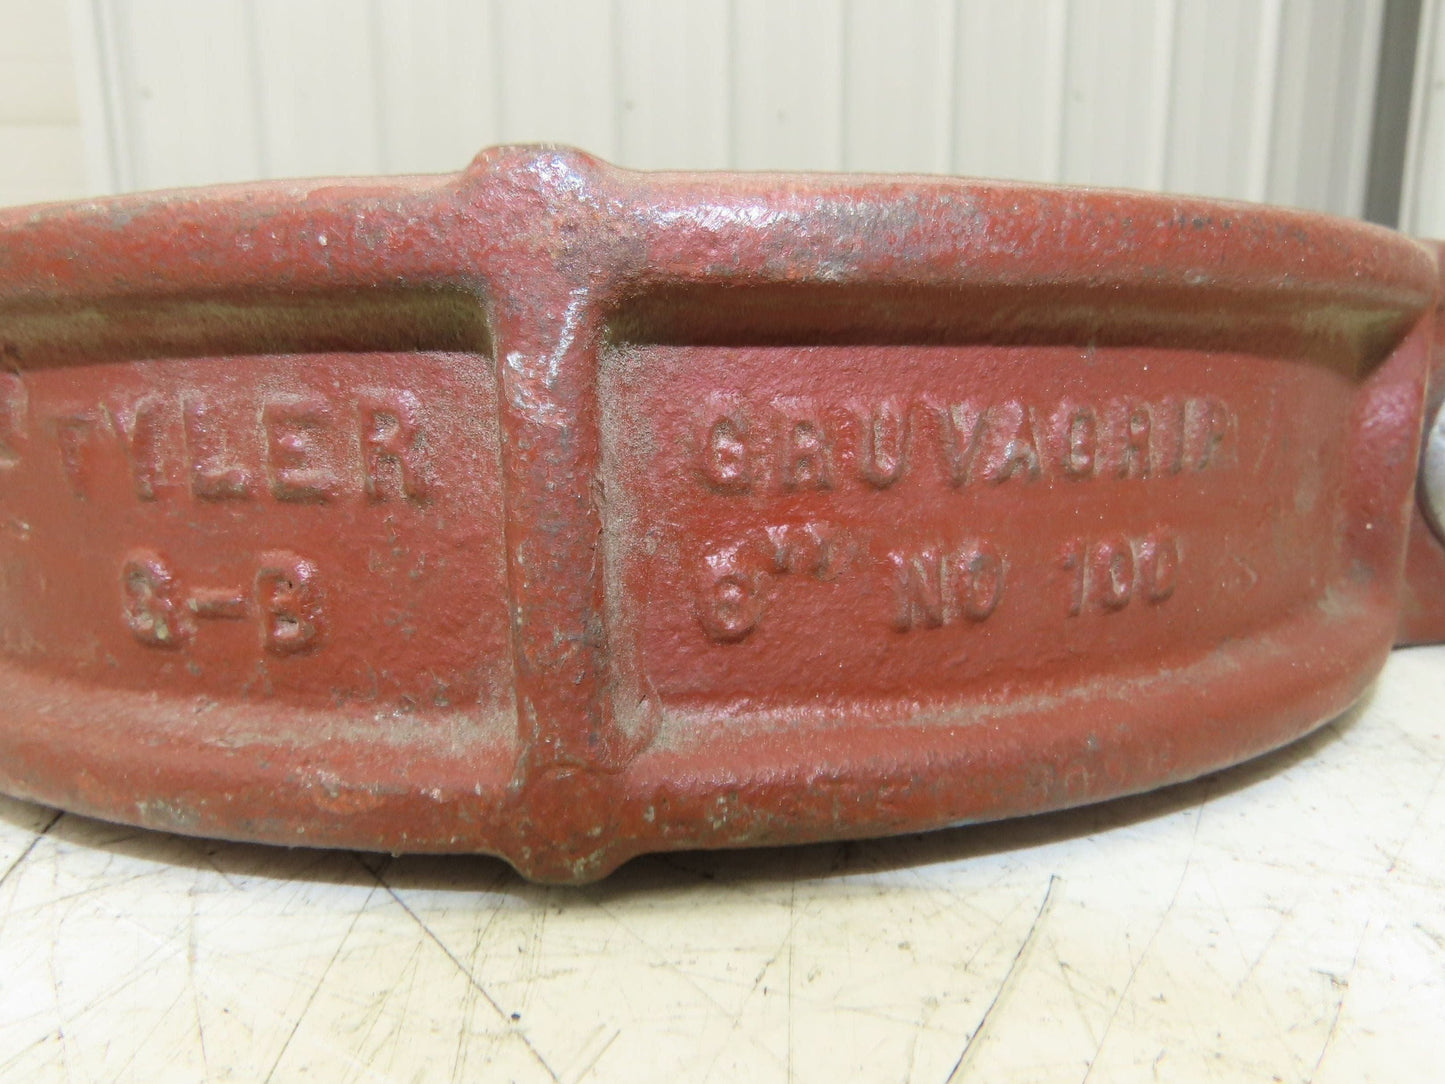 TYLER
8-B
GRUVAGRIP
8" NO 100